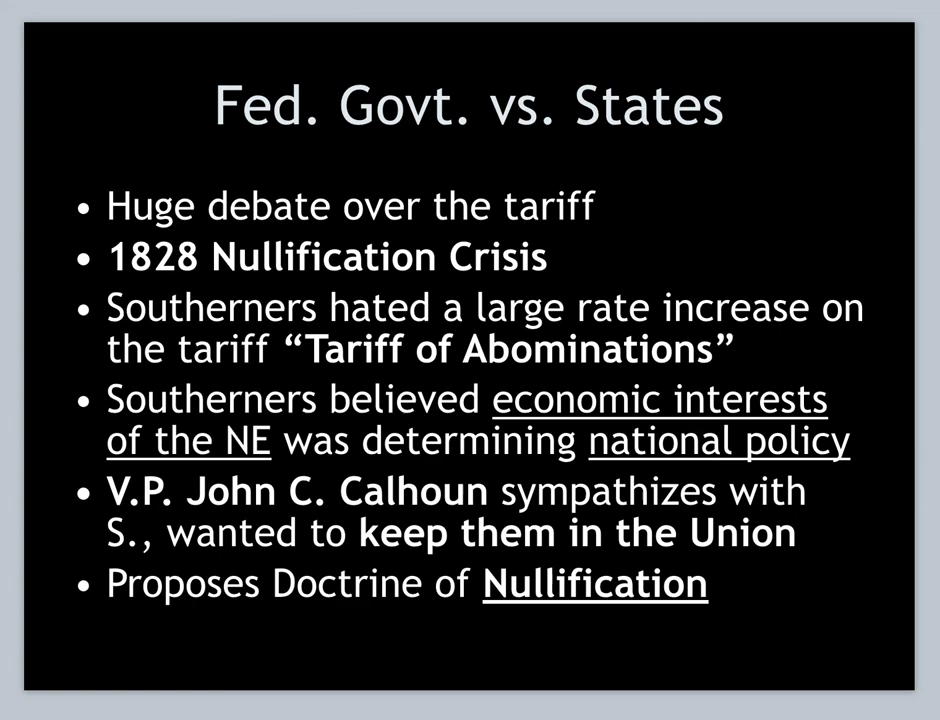 Fed. Govt. vs. States
• Huge debate over the tariff
• 1828 Nullification Crisis
• Southerners hated a large rate increase on
the tariff “Tariff of Abominations”
• Southerners believed economic interests
of the NE was determining national policy
• V.P. John C. Calhoun sympathizes with
S., wanted to keep them in the Union
• Proposes Doctrine of Nullification